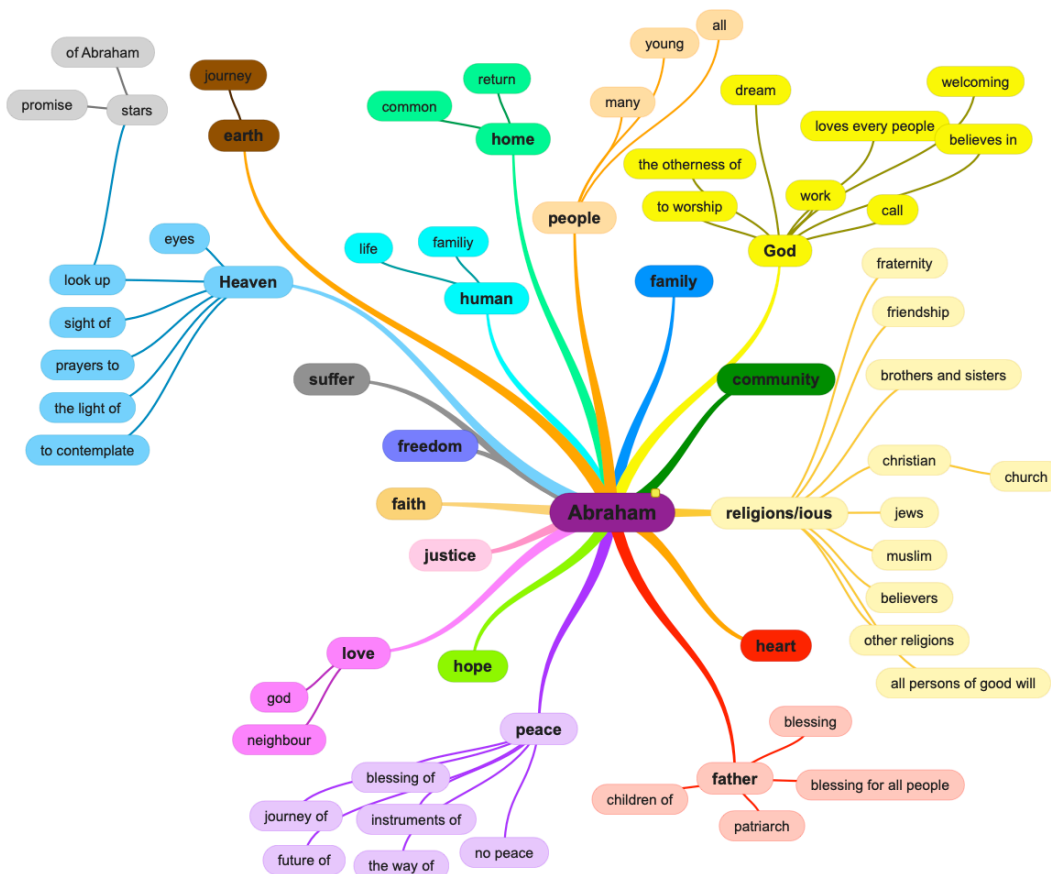 of Abraham
promise
stars
journey
earth
return
common
home
young
all
many
people
dream
welcoming
loves every people
believes in
the otherness of
to worship
work
call
God
eyes
look up
Heaven
sight of
prayers to
the light of
to contemplate
life
familiy
human
family
fraternity
friendship
brothers and sisters
christian
church
jews
muslim
believers
other religions
all persons of good will
religions/ious
suffer
community
freedom
faith
Abraham
justice
love
god
neighbour
hope
heart
peace
blessing of
journey of
instruments of
future of
the way of
no peace
father
blessing
blessing for all people
children of
patriarch